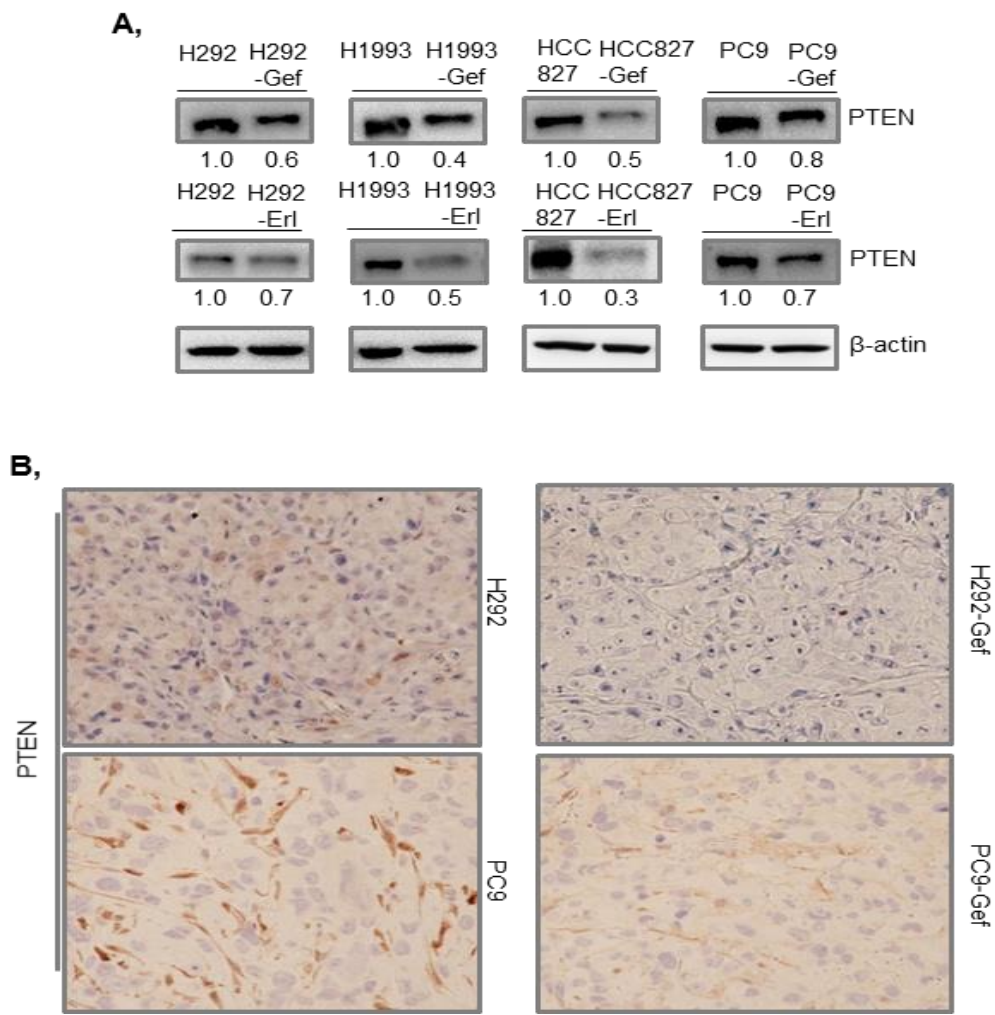 A,
H292 H292 -Gef
H1993 H1993 -Gef
HCC 827 HCC827 -Gef
PC9 PC9 -Gef
PTEN
1.0 0.6 1.0 0.4 1.0 0.5 1.0 0.8
H292 H292 -Erl
H1993 H1993 -Erl
HCC 827 HCC827 -Erl
PC9 PC9 -Erl
PTEN
1.0 0.7 1.0 0.5 1.0 0.3 1.0 0.7
β-actin
B,
PTEN
H292
H292-Gef
PC9
PC9-Gef